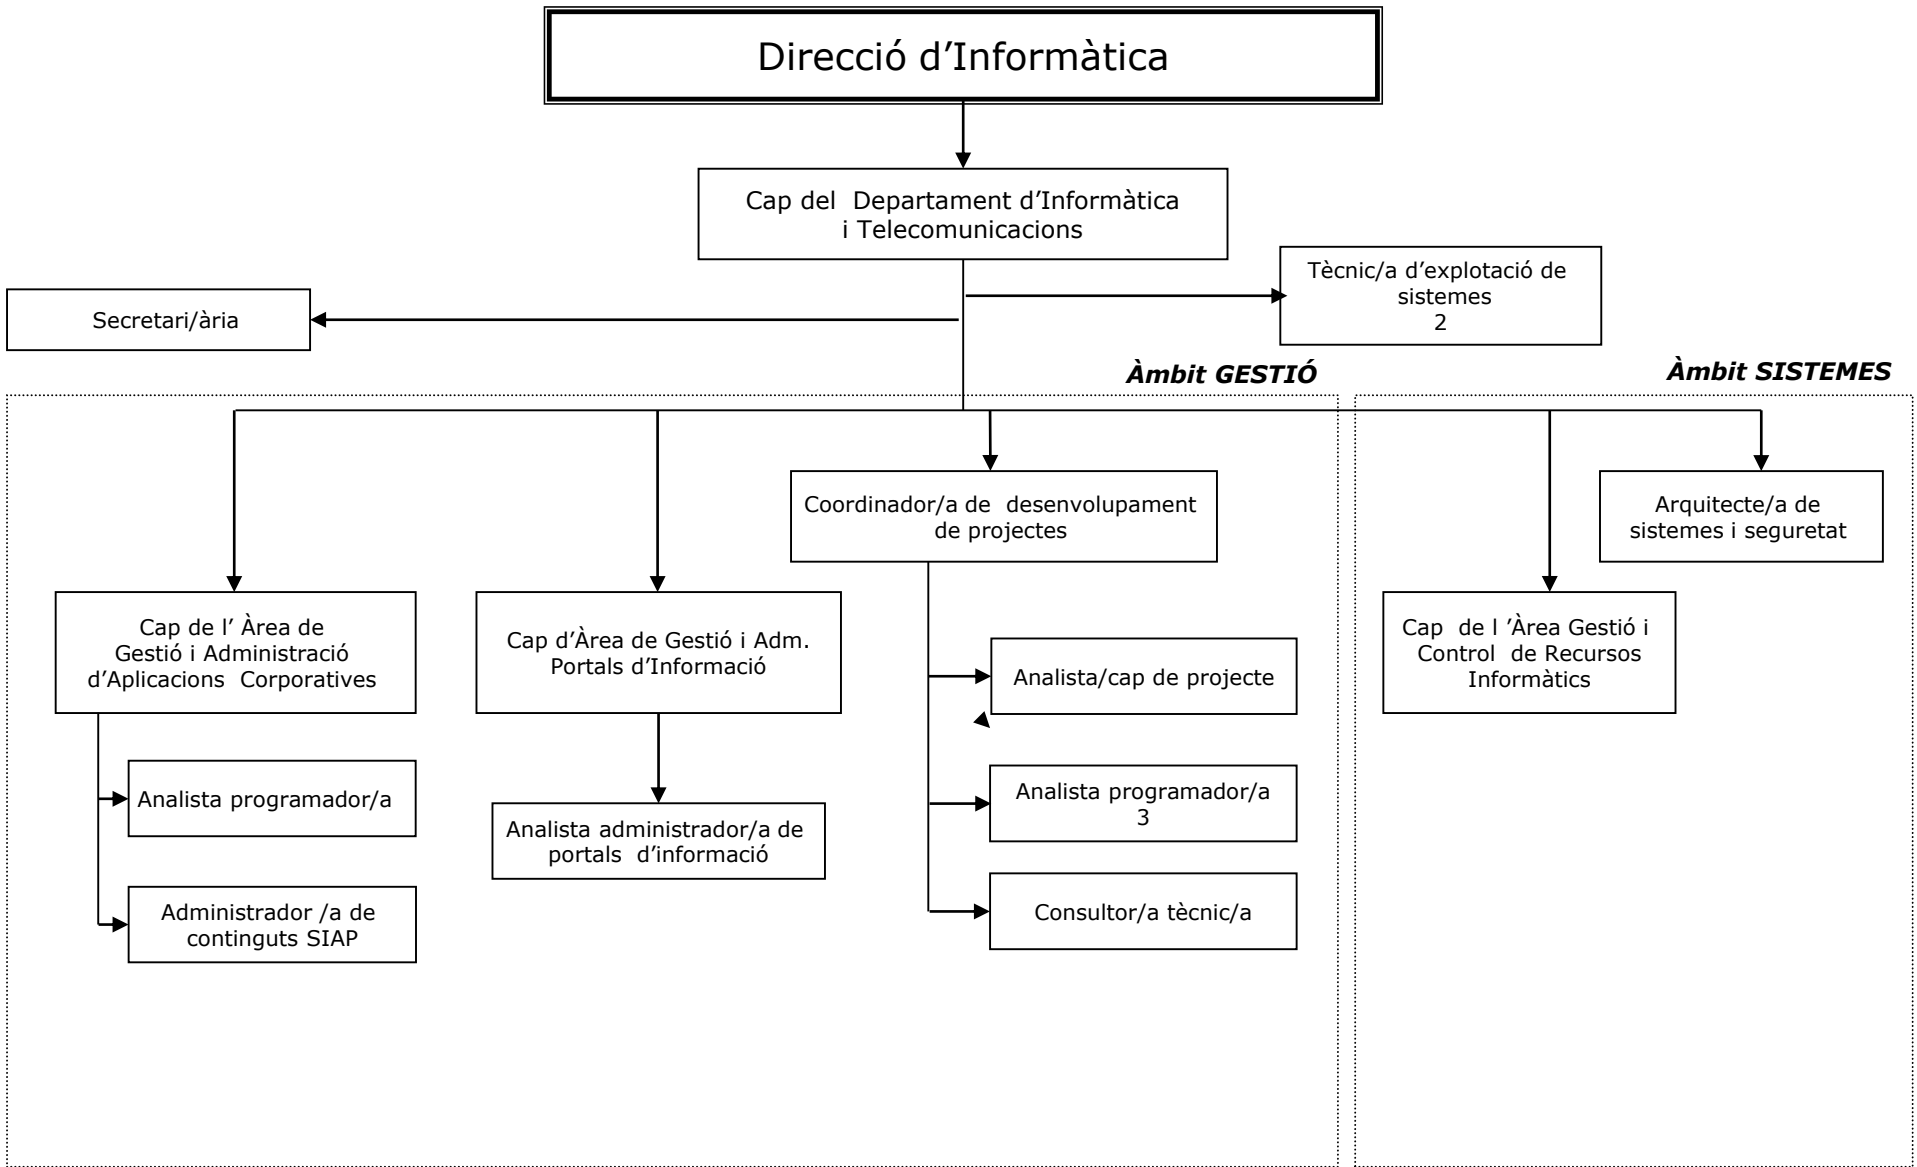 Direcció d’Informàtica
Cap del Departament d’Informàtica
i Telecomunicacions
Tècnic/a d’explotació de
sistemes
2
Secretari/ària
Àmbit GESTIÓ
Àmbit SISTEMES
Coordinador/a de desenvolupament
de projectes
Arquitecte/a de
sistemes i seguretat
Cap de l’ Àrea de
Gestió i Administració
d’Aplicacions Corporatives
Cap d’Àrea de Gestió i Adm.
Portals d’Informació
Cap de l ’Àrea Gestió i
Control de Recursos
Informàtics
Analista/cap de projecte
Analista programador/a
Analista programador/a
3
Analista administrador/a de
portals d’informació
Administrador /a de
continguts SIAP
Consultor/a tècnic/a